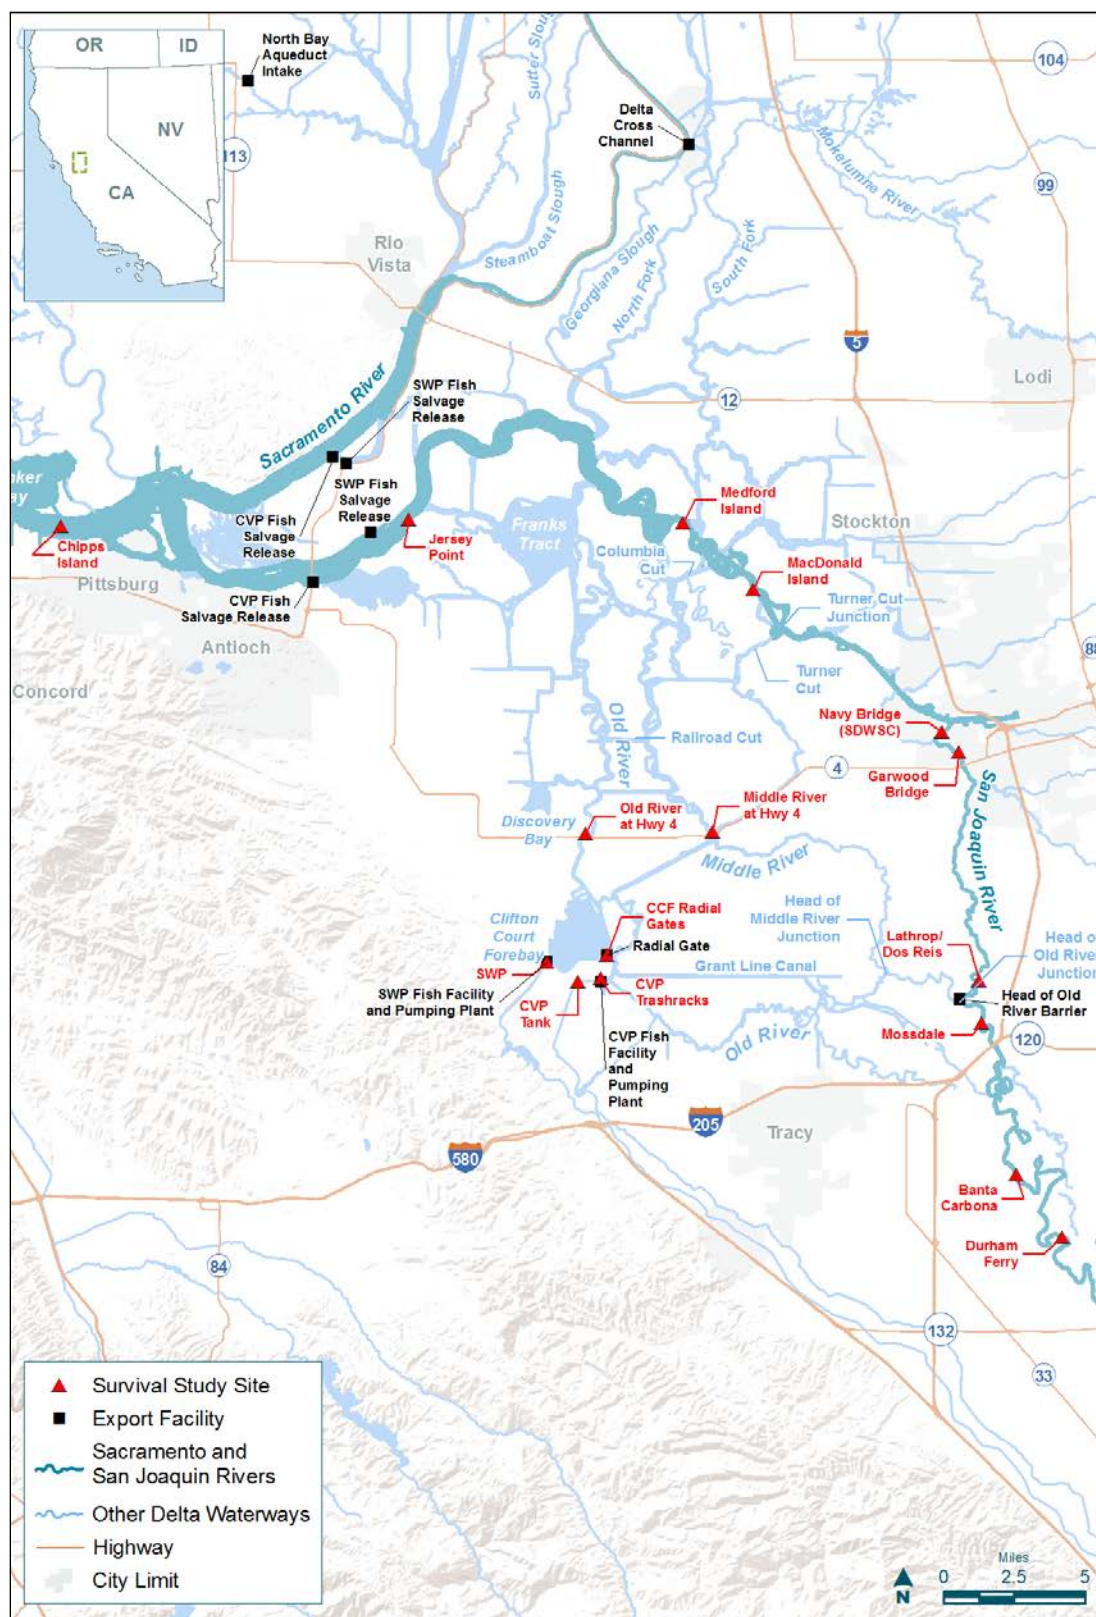 OR
ID
NV
CA
North Bay
Aqueduct
Intake
113
Sutter Slough
Delta
Cross
Channel
104
Mokelumne River
99
Rio
Vista
Steamboat Slough
Georgiana Slough
North Fork
South Fork
5
Lodi
12
Sacramento River
SWP Fish
Salvage
Release
SWP Fish
Salvage
Release
CVP Fish
Salvage
Release
Jersey
Point
Franks
Tract
Medford
Island
Stockton
Columbia
Cut
MacDonald
Island
Turner Cut
Junction
Chipps
Island
Pittsburg
CVP Fish
Salvage Release
Antioch
Concord
Turner
Cut
88
Old River
Railroad Cut
Navy Bridge
(SDWSC)
Garwood
Bridge
4
San Joaquin River
Discovery
Bay
Old River
at Hwy 4
Middle River
at Hwy 4
Middle River
Clifton
Court
Forebay
CCF Radial
Gates
Radial Gate
Head of
Middle River
Junction
Lathrop/
Dos Reis
Head of
Old River
Junction
SWP
SWP Fish Facility
and Pumping Plant
CVP
Tank
CVP
Trashracks
Grant Line Canal
Head of Old
River Barrier
CVP Fish
Facility
and
Pumping
Plant
Old River
Mossdale
120
205
Tracy
580
Banta
Carbona
Durham
Ferry
84
132
33
Survival Study Site
Export Facility
Sacramento and
San Joaquin Rivers
Other Delta Waterways
Highway
City Limit
N
Miles
0 2.5 5